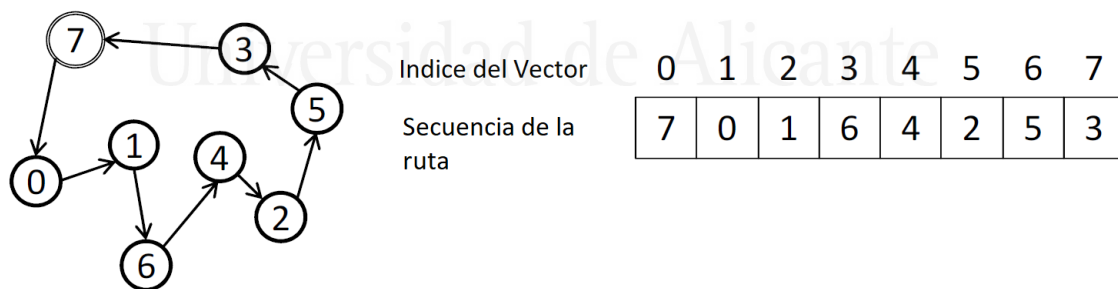 Universidad de Alicante
7
3
5
1
4
0
2
6
Indice del Vector 0 1 2 3 4 5 6 7
Secuencia de la
ruta
7 0 1 6 4 2 5 3